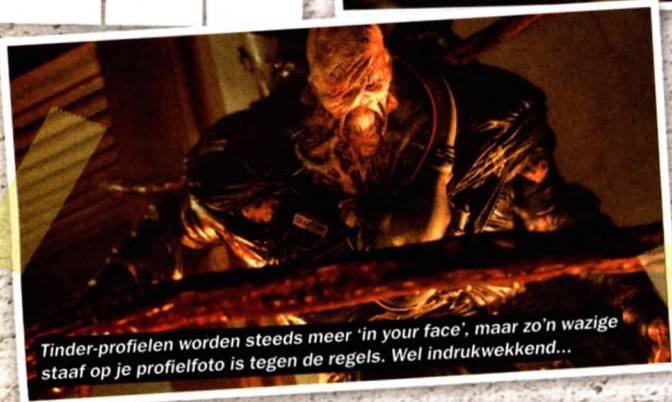 Tinder-profielen worden steeds meer ‘in your face’, maar zo’n wazige
staaf op je profielfoto is tegen de regels. Wel indrukwekkend...